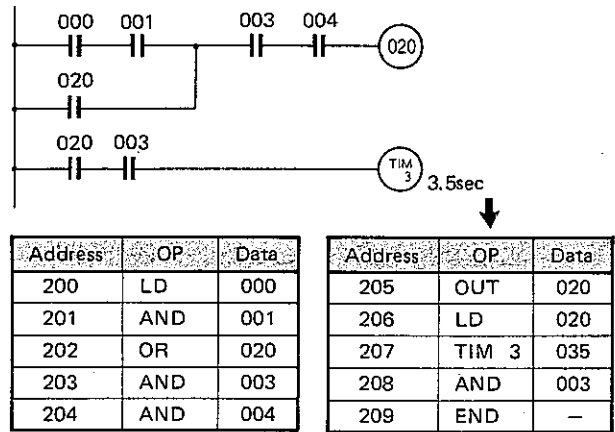 000 001 003 004
020
020
020 003
TIM 3
3.5sec
Address OP Data
200 LD 000
201 AND 001
202 OR 020
203 AND 003
204 AND 004
Address OP Data
205 OUT 020
206 LD 020
207 TIM 3 035
208 AND 003
209 END –